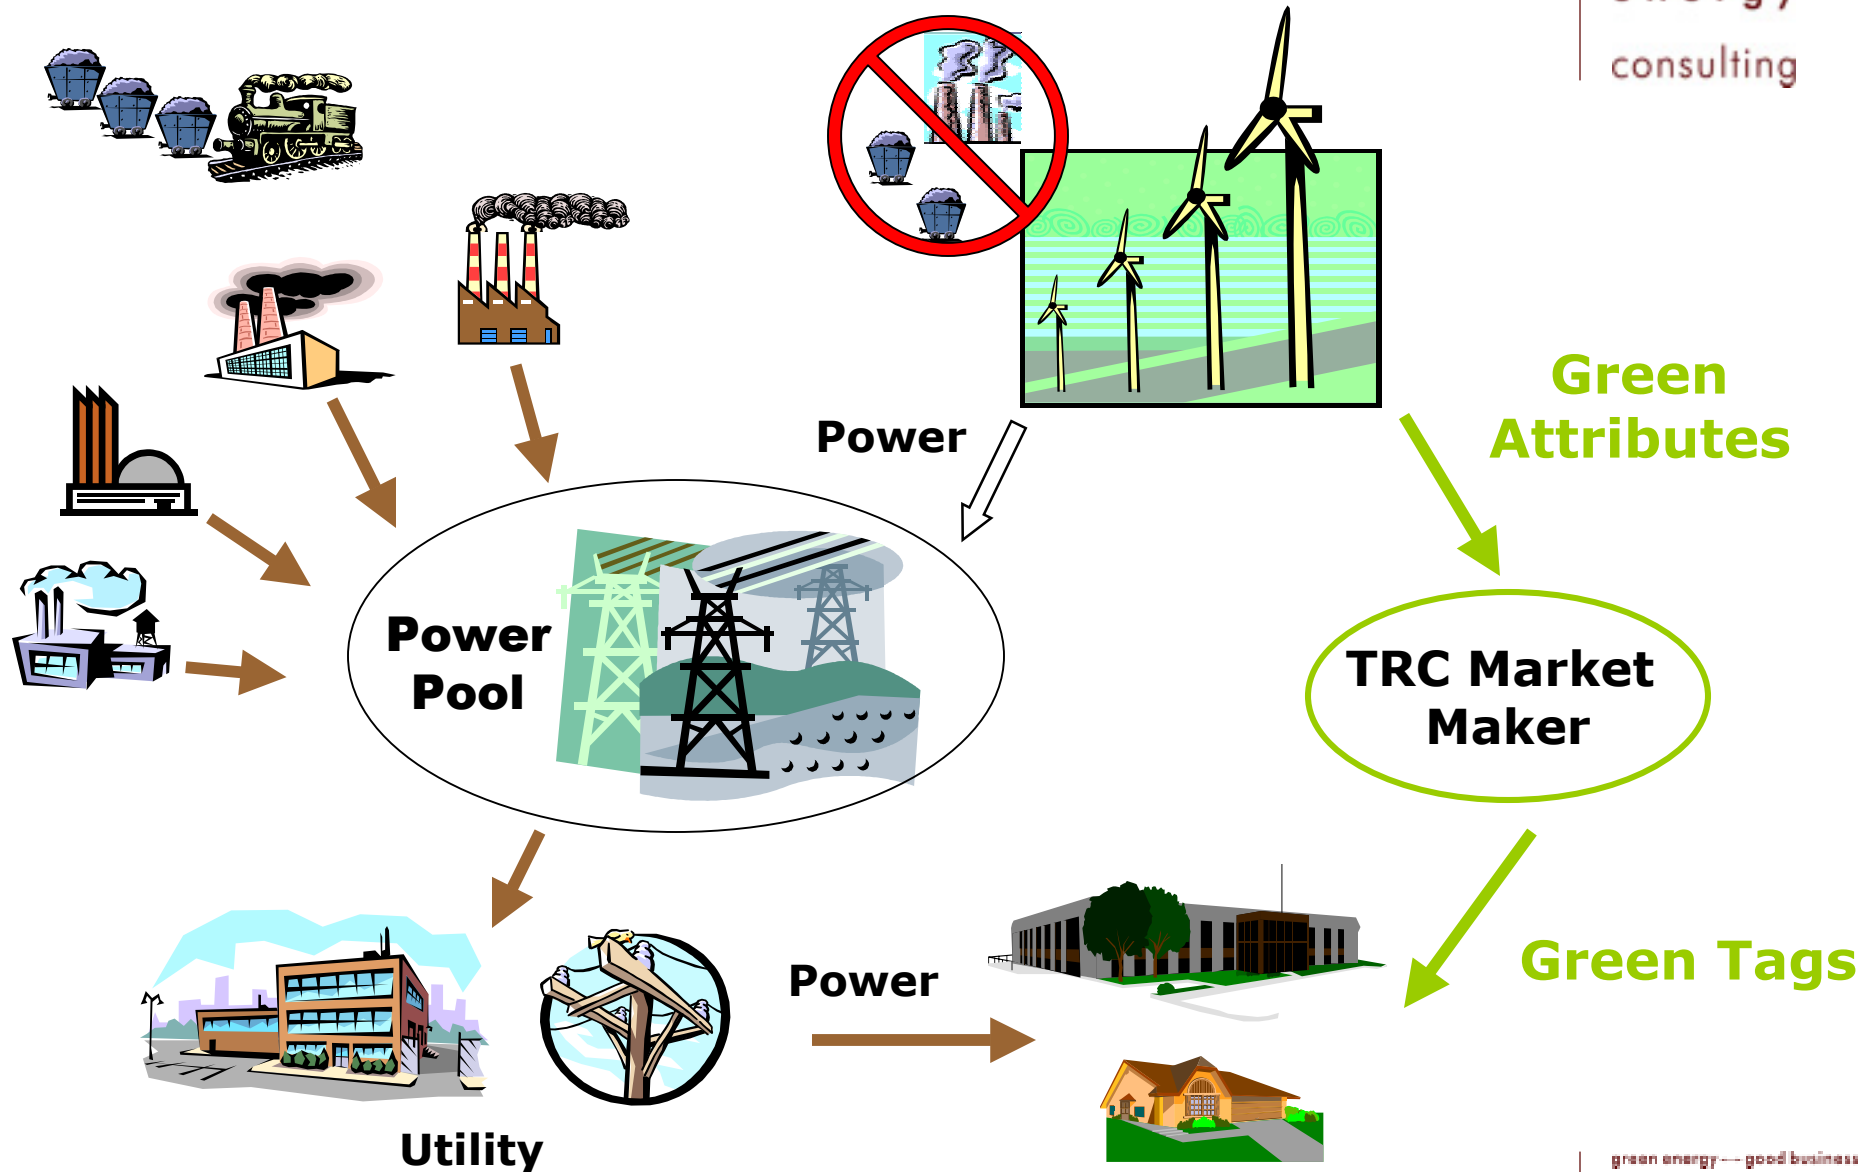 consulting
Green
Attributes
Power
Power
Pool
TRC Market
Maker
Green Tags
Power
Utility
green energy — good business